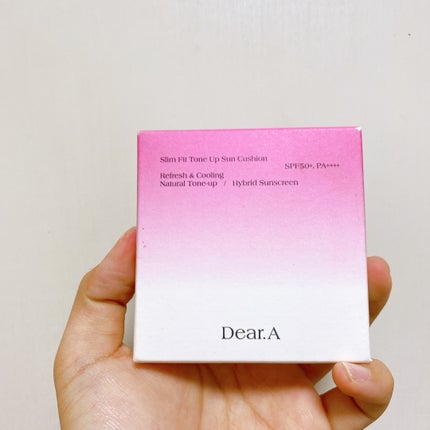 Slim Fit Tone Up Sun Cushion
SPF50+, PA++++
Refresh & Cooling
Natural Tone-up / Hybrid Sunscreen
Dear.A